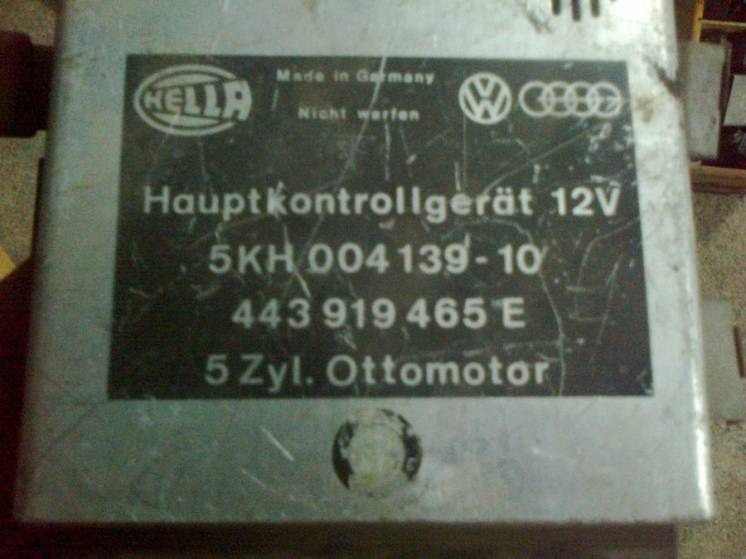 HELLA
Made in Germany
Nicht werfen
Hauptkontrollgerät 12V
5KH 004 139-10
443 919 465 E
5 Zyl. Ottomotor